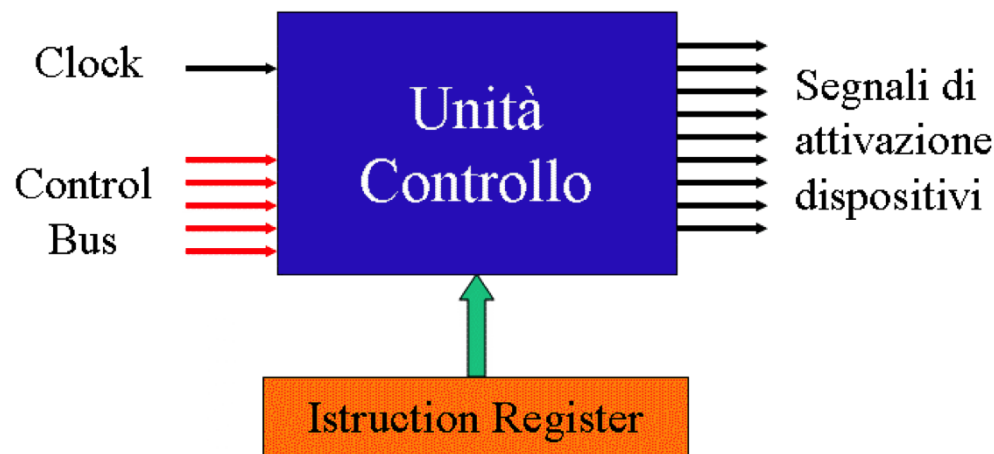 Clock
Control
Bus
Unità
Controllo
Segnali di
attivazione
dispositivi
Istruction Register